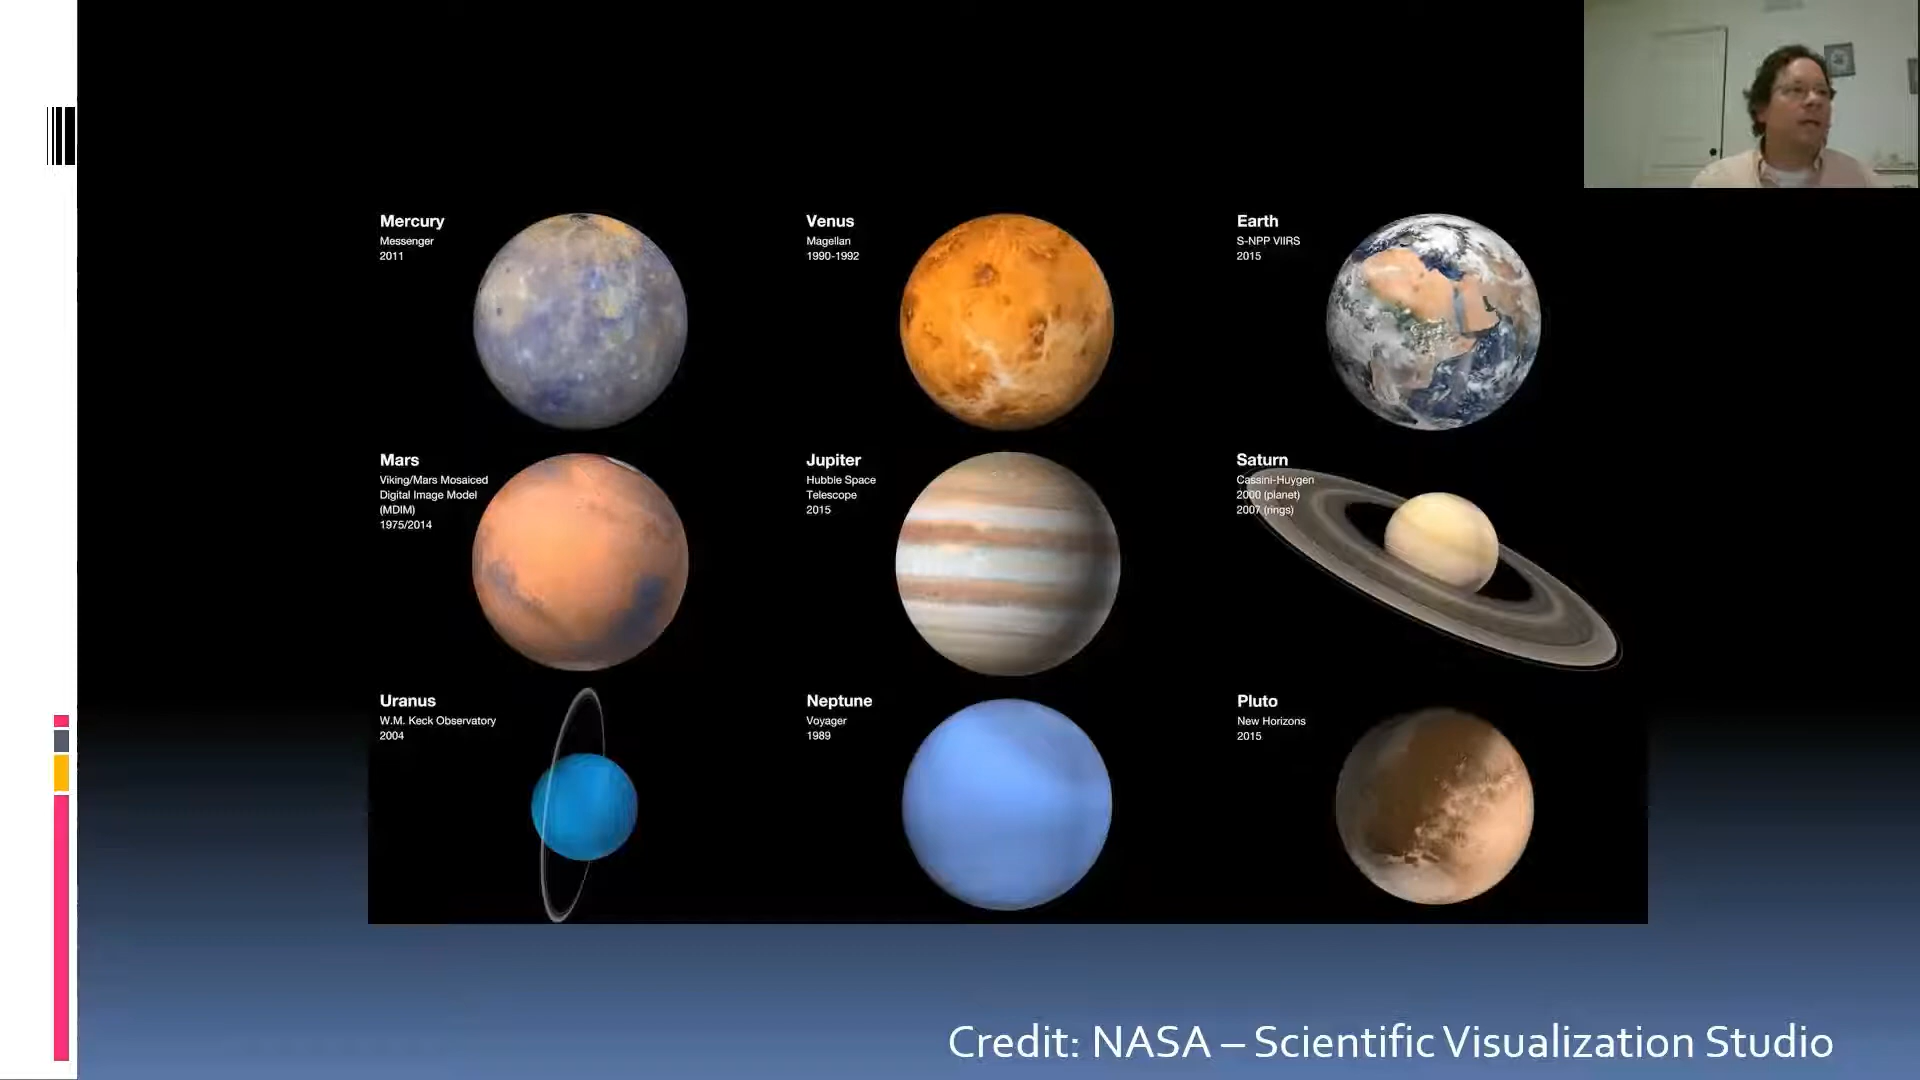 Mercury
Messenger
2011
Venus
Magellan
1990-1992
Earth
S-NPP VIIRS
2015
Mars
Viking/Mars Mosaiced
Digital Image Model
(MDIM)
1975/2014
Jupiter
Hubble Space
Telescope
2015
Saturn
Cassini-Huygen
2000 (planet)
2007 (rings)
Uranus
W.M. Keck Observatory
2004
Neptune
Voyager
1989
Pluto
New Horizons
2015
Credit: NASA – Scientific Visualization Studio